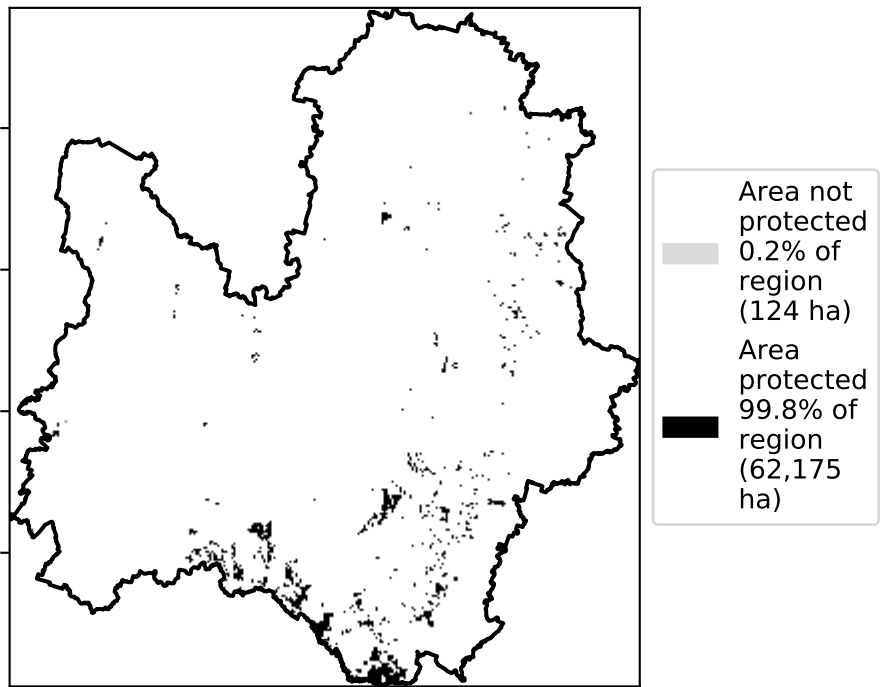 Area not
protected
0.2% of
region
(124 ha)
Area
protected
99.8% of
region
(62,175
ha)